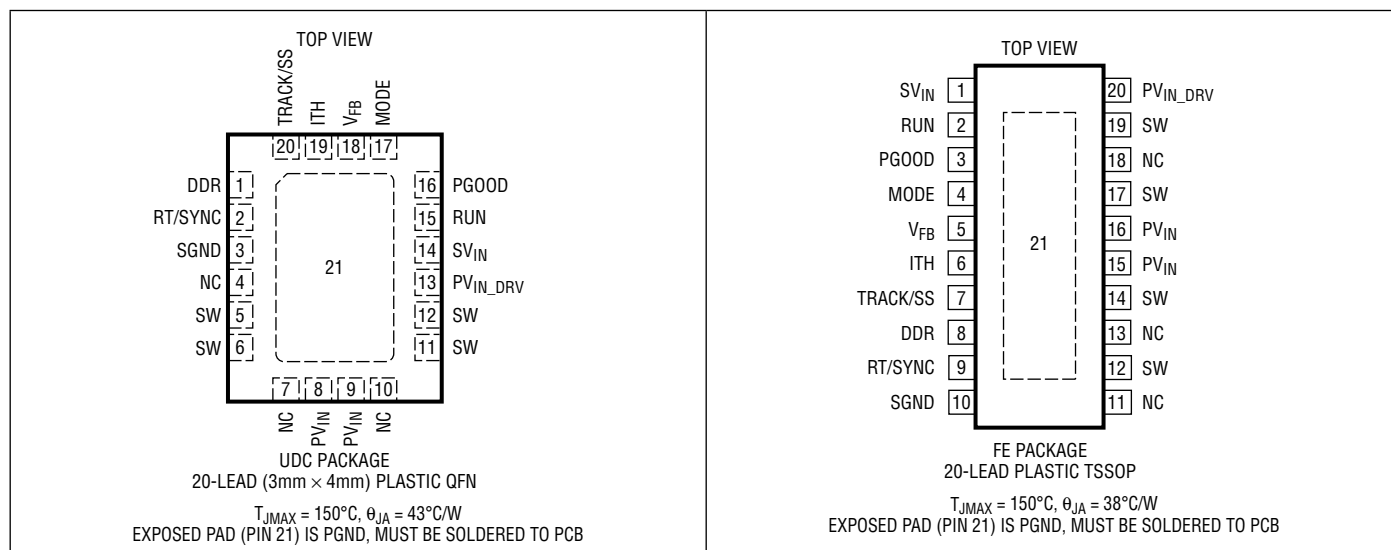 TOP VIEW
TRACK/SS
ITH
VFB
MODE
20 19 18 17
DDR 1
RT/SYNC 2
SGND 3
NC 4
SW 5
SW 6
21
16 PGOOD
15 RUN
14 SVIN
13 PVIN_DRV
12 SW
11 SW
7 8 9 10
NC
PVIN
PVIN
NC
UDC PACKAGE
20-LEAD (3mm × 4mm) PLASTIC QFN
TJMAX = 150°C, θJA = 43°C/W
EXPOSED PAD (PIN 21) IS PGND, MUST BE SOLDERED TO PCB
TOP VIEW
SVIN 1
RUN 2
PGOOD 3
MODE 4
VFB 5
ITH 6
TRACK/SS 7
DDR 8
RT/SYNC 9
SGND 10
21
20 PVIN_DRV
19 SW
18 NC
17 SW
16 PVIN
15 PVIN
14 SW
13 NC
12 SW
11 NC
FE PACKAGE
20-LEAD PLASTIC TSSOP
TJMAX = 150°C, θJA = 38°C/W
EXPOSED PAD (PIN 21) IS PGND, MUST BE SOLDERED TO PCB